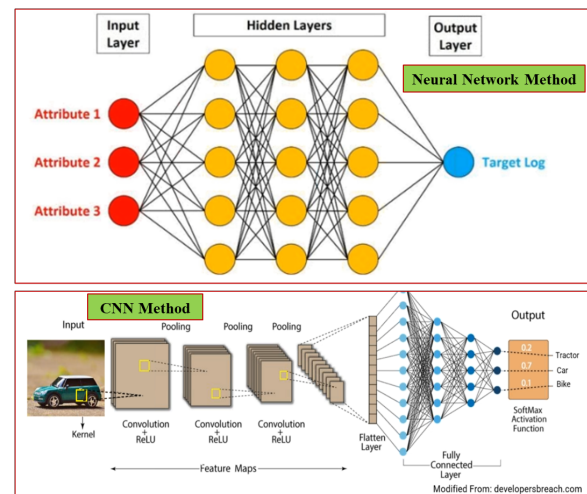 Input
Layer
Hidden Layers
Output
Layer
Neural Network Method
Attribute 1
Attribute 2
Attribute 3
Target Log
CNN Method
Input
Pooling
Pooling
Pooling
Output
Kernel
Convolution
+
ReLU
Convolution
+
ReLU
Convolution
+
ReLU
Flatten
Layer
Fully
Connected
Layer
0.2
0.7
0.1
Tractor
Car
Bike
SoftMax
Activation
Function
Feature Maps
Modified From: developersbreach.com